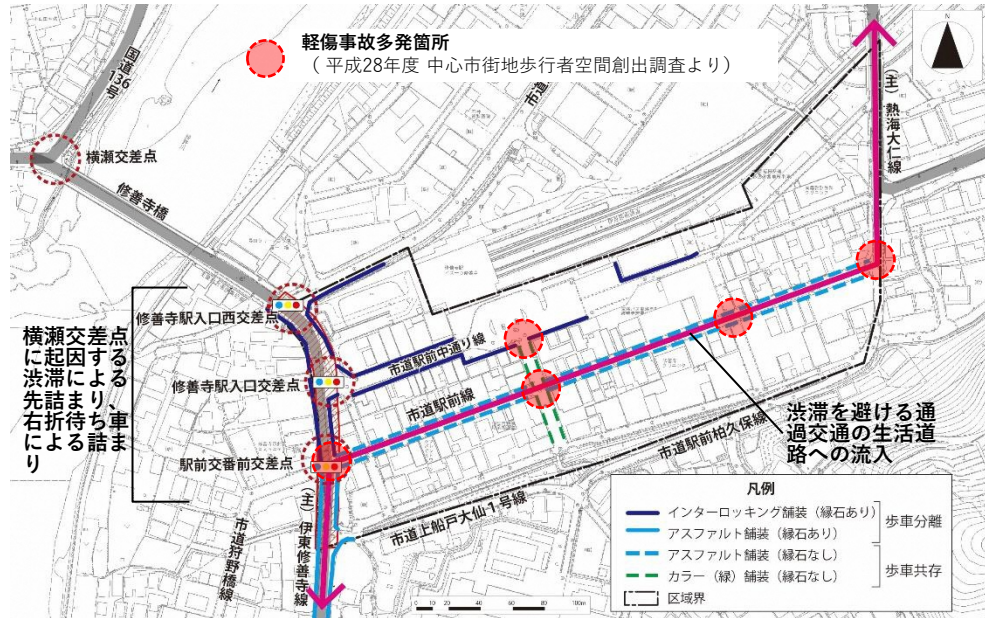 軽傷事故多発箇所
（ 平成28年度 中心市街地歩行者空間創出調査より）
N
国道136号
横瀬交差点
修善寺橋
(主) 熱海大仁線
横瀬交差点
に起因する
渋滞による
先詰まり、
右折待ち車
による詰ま
り
修善寺駅入口西交差点
修善寺駅入口交差点
駅前交番前交差点
市道駅前中通り線
市道駅前線
市道駅前柏久保線
市道上船戸大仙１号線
市道狩野橋線
(主) 伊東修善寺線
渋滞を避ける通
過交通の生活道
路への流入
凡例
インターロッキング舗装（縁石あり）
アスファルト舗装（縁石あり）
歩車分離
アスファルト舗装（縁石なし）
カラー（緑）舗装（縁石なし）
歩車共存
区域界
0 10 20 40 60 80 100m